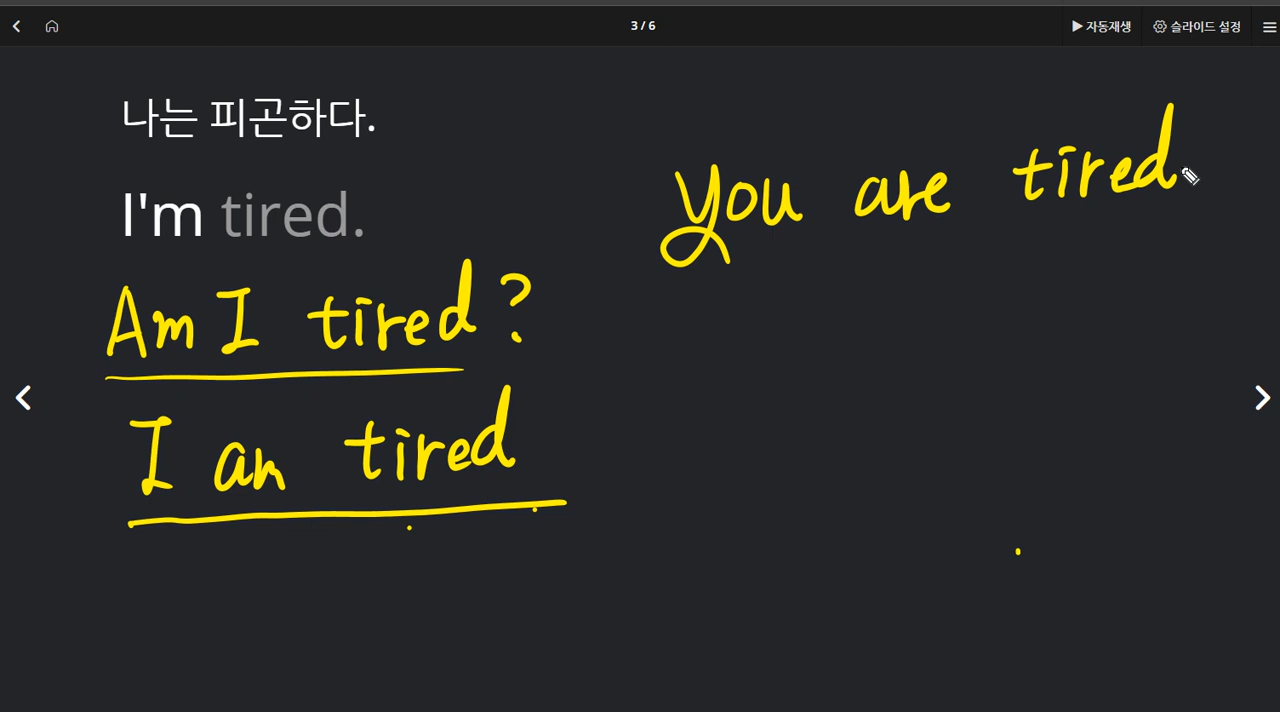 3 / 6
자동재생
슬라이드 설정
나는 피곤하다.
I'm tired.
Am I tired?
I am tired
you are tired